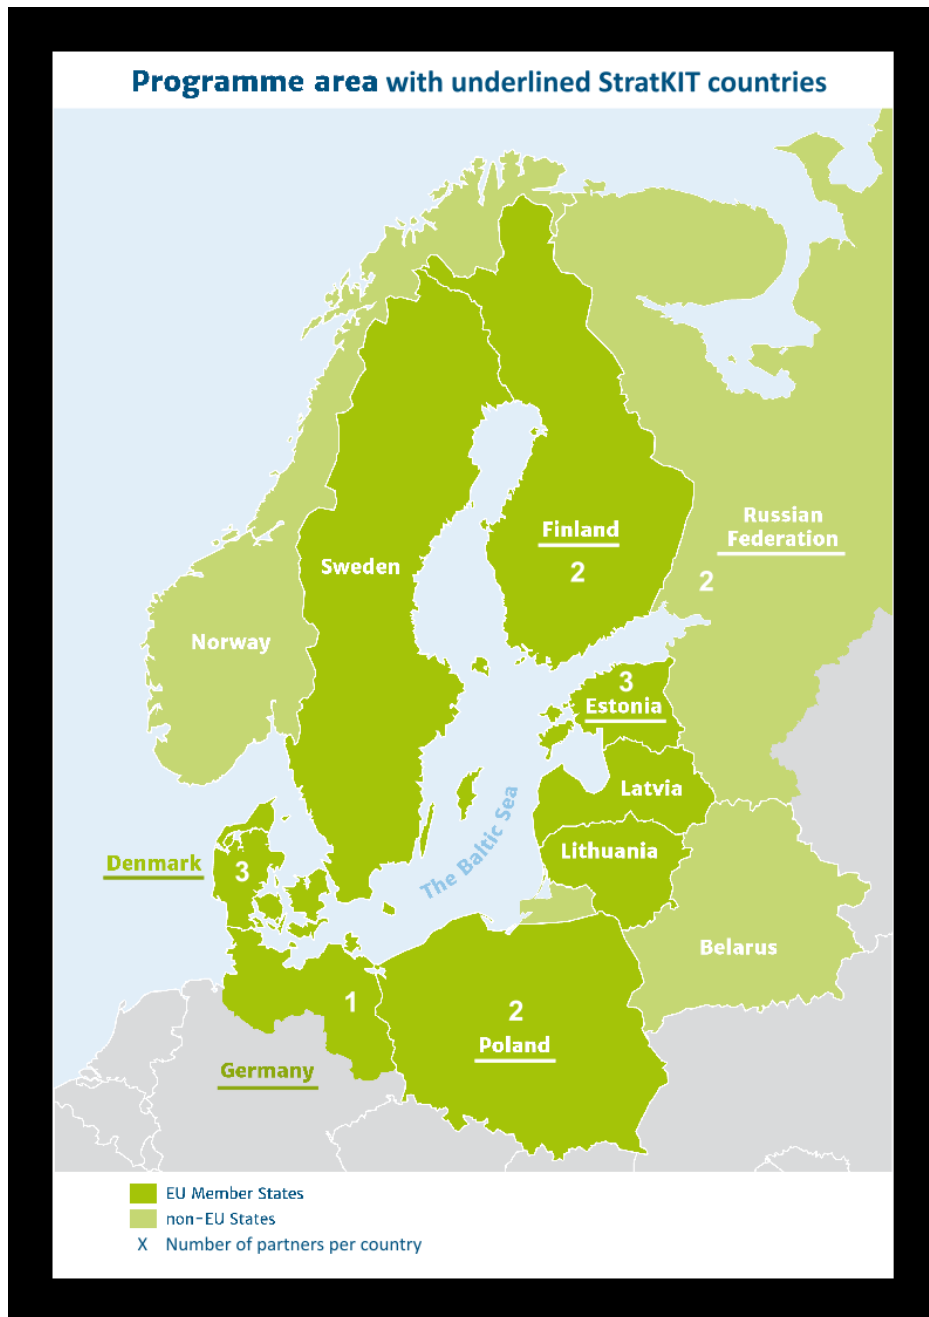 Programme area with underlined StratKIT countries
Russian
Federation
2
Finland
2
Sweden
Norway
3
Estonia
Latvia
The Baltic Sea
Lithuania
Denmark
3
Belarus
1
2
Poland
Germany
EU Member States
non-EU States
X Number of partners per country